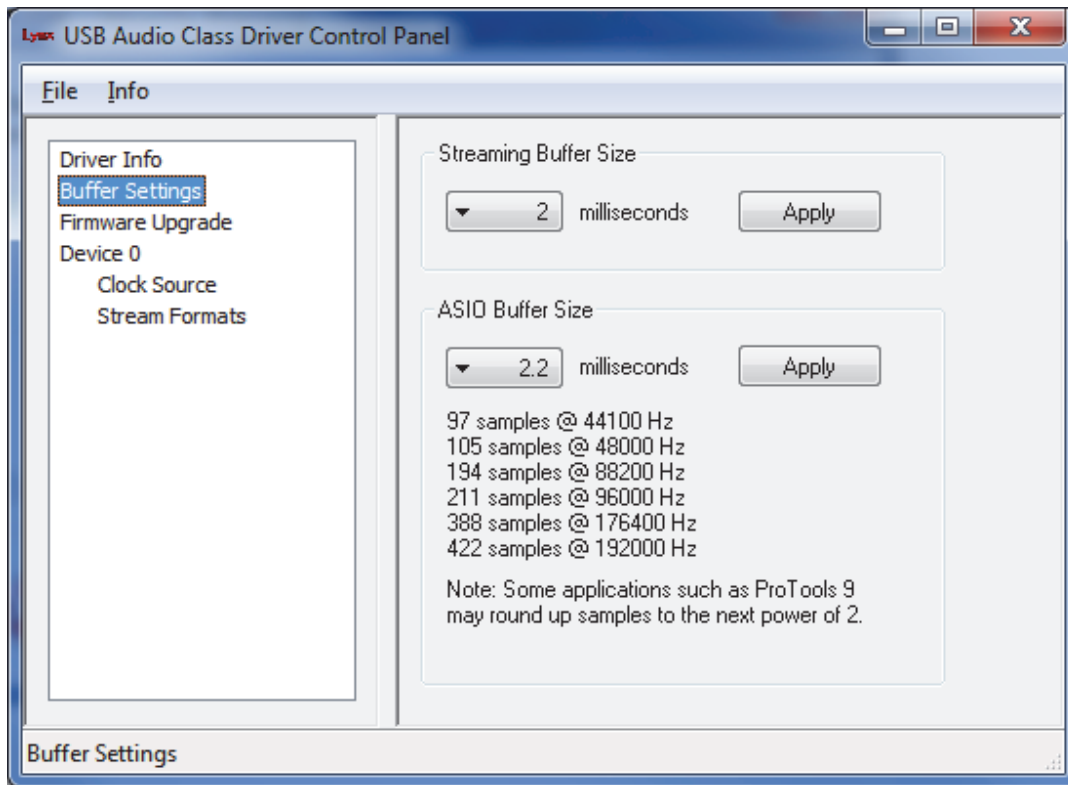 Lynx USB Audio Class Driver Control Panel
File Info
Driver Info
Buffer Settings
Firmware Upgrade
Device 0
Clock Source
Stream Formats
Streaming Buffer Size
2 milliseconds Apply
ASIO Buffer Size
2.2 milliseconds Apply
97 samples @ 44100 Hz
105 samples @ 48000 Hz
194 samples @ 88200 Hz
211 samples @ 96000 Hz
388 samples @ 176400 Hz
422 samples @ 192000 Hz
Note: Some applications such as ProTools 9
may round up samples to the next power of 2.
Buffer Settings